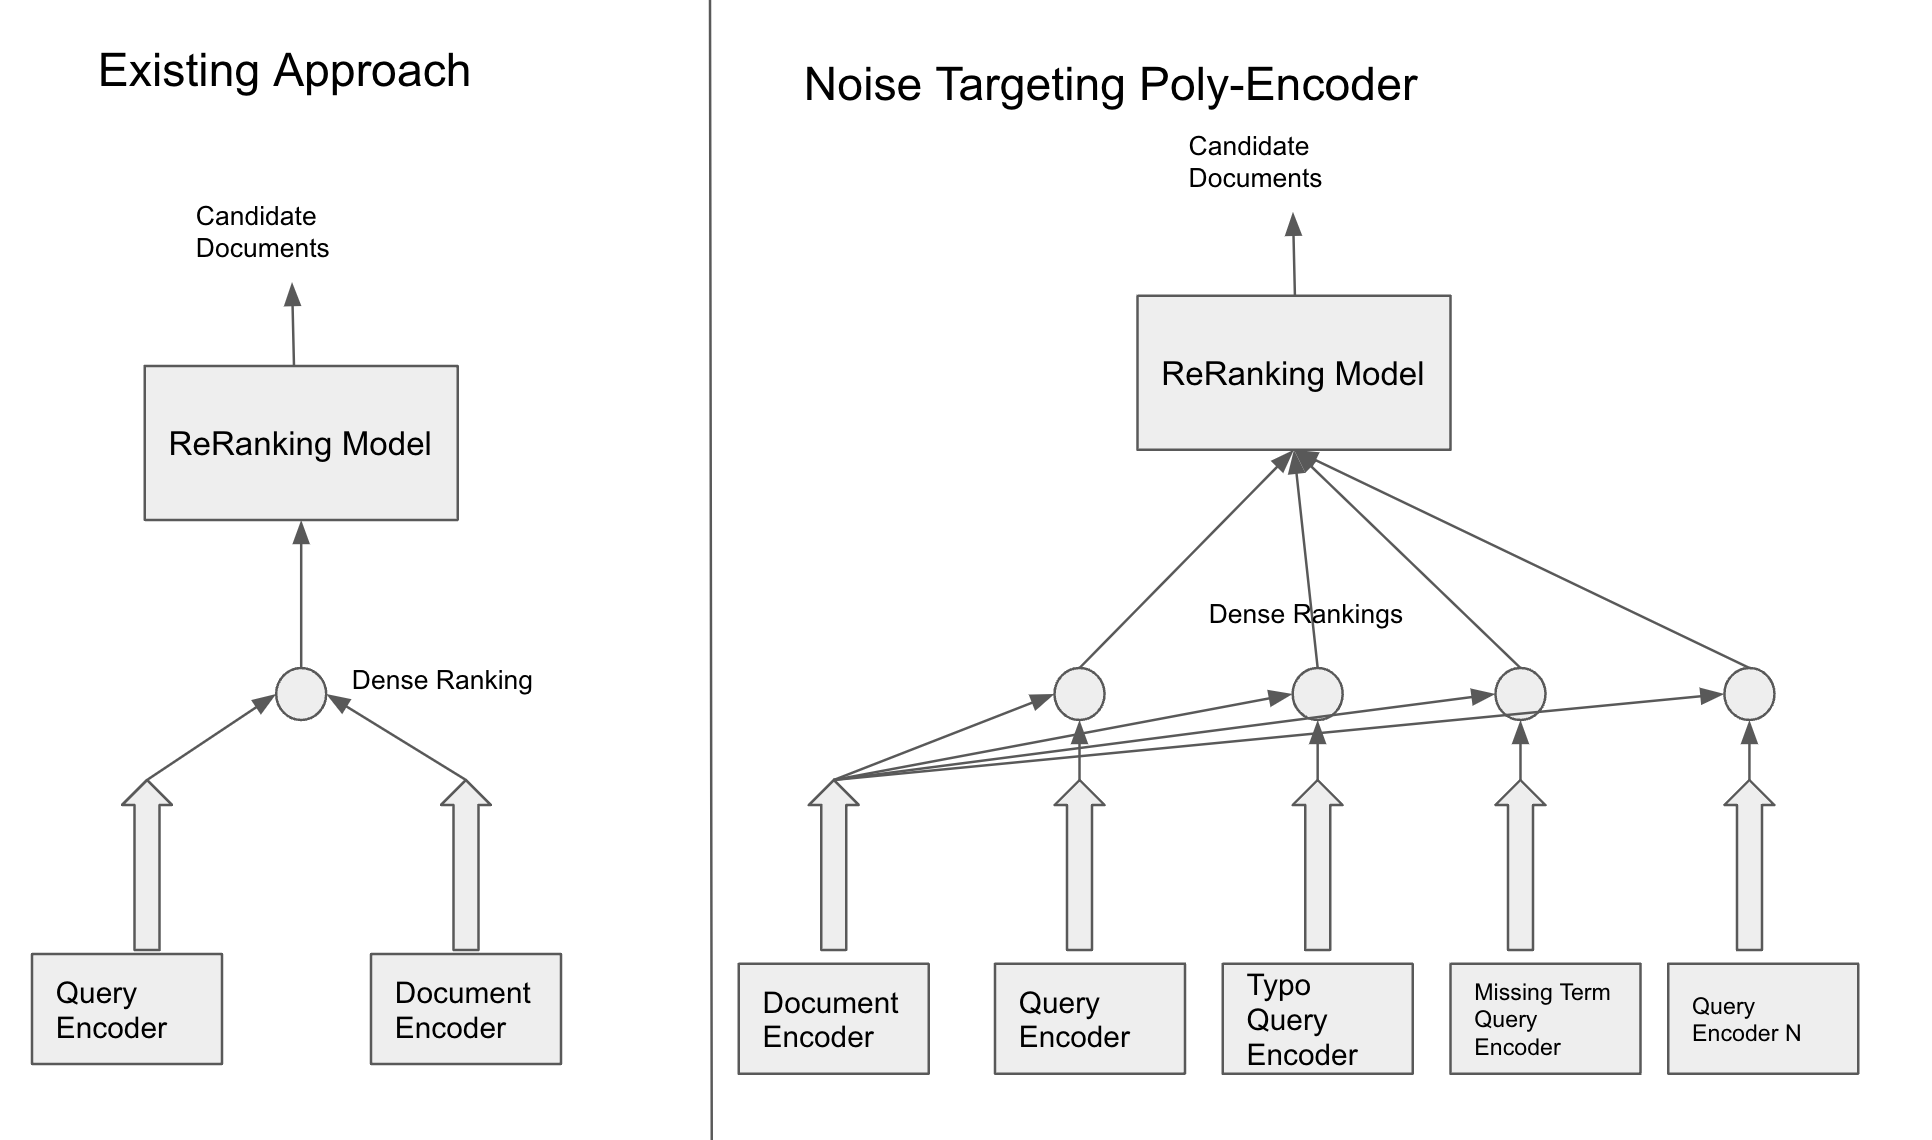 Existing Approach
Candidate
Documents
ReRanking Model
Dense Ranking
Query
Encoder
Document
Encoder
Noise Targeting Poly-Encoder
Candidate
Documents
ReRanking Model
Dense Rankings
Document
Encoder
Query
Encoder
Typo
Query
Encoder
Missing Term
Query
Encoder
Query
Encoder N